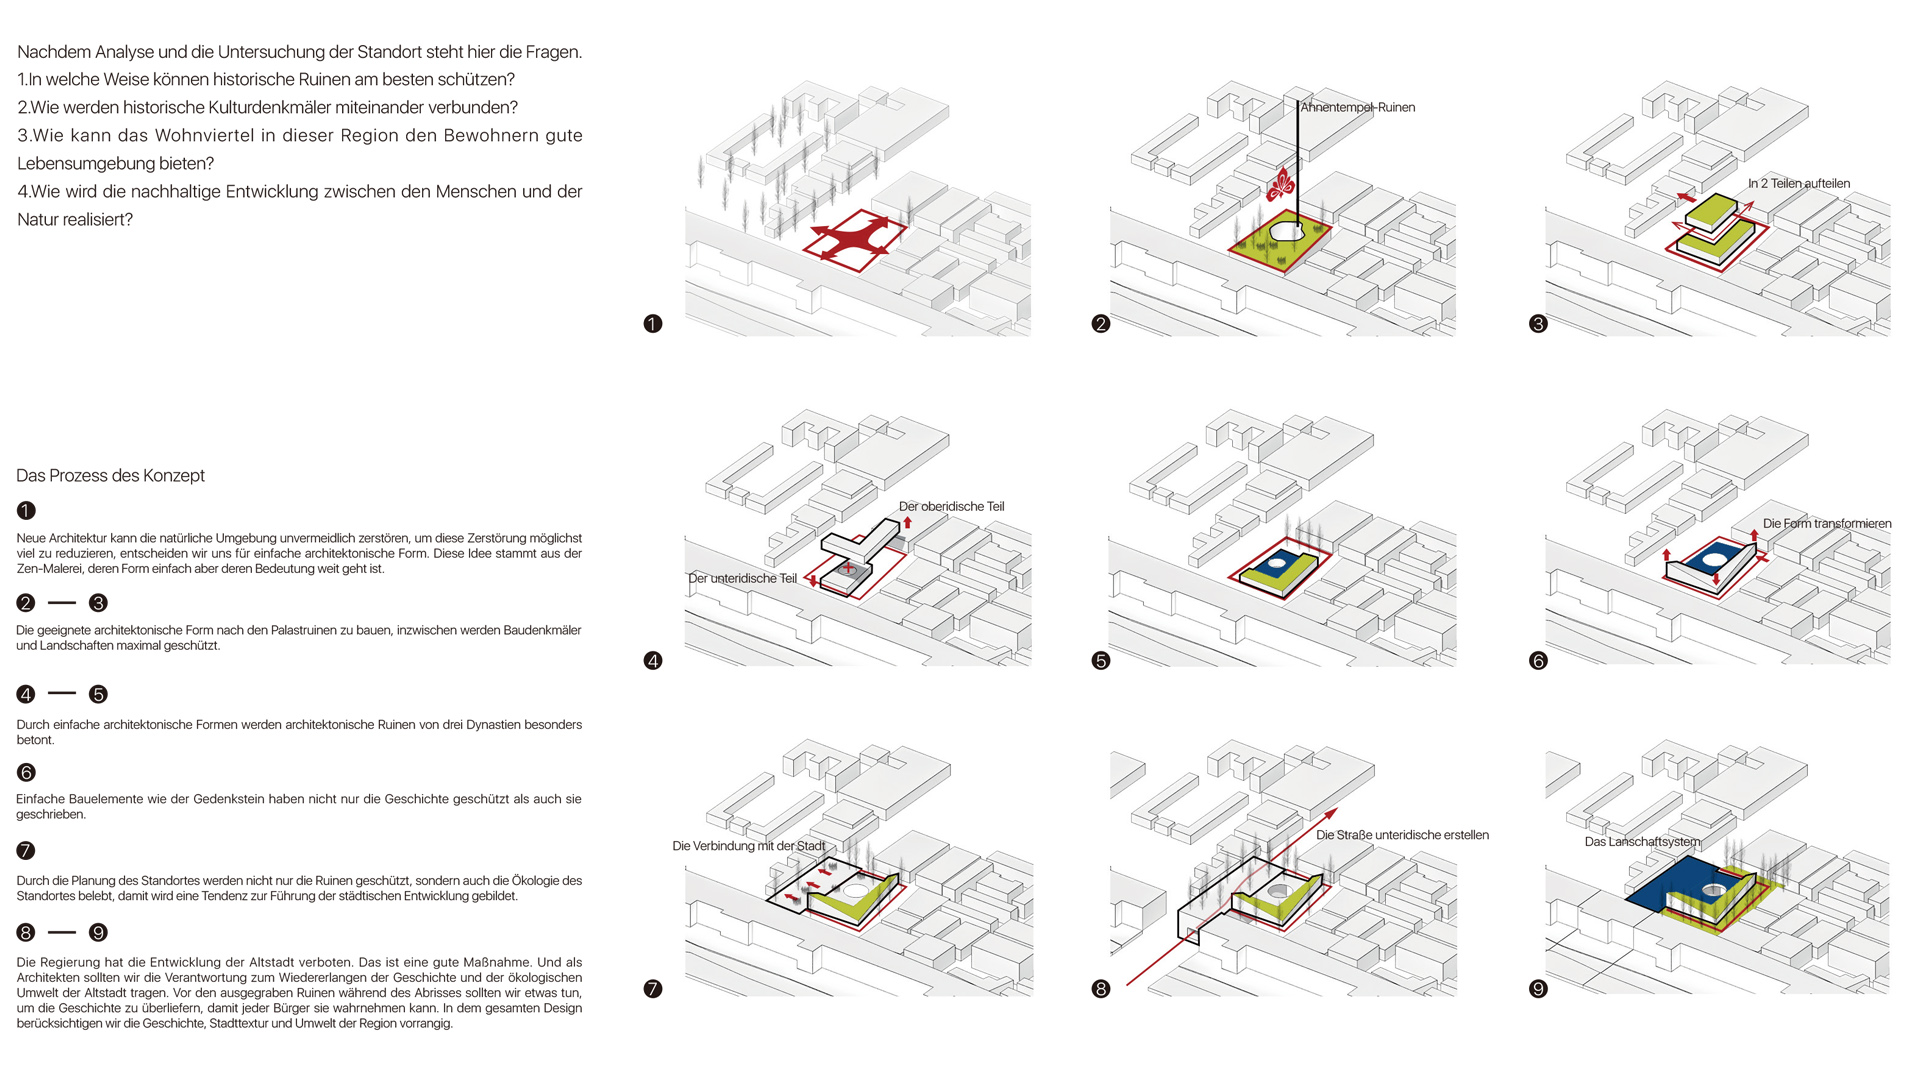 Nachdem Analyse und die Untersuchung der Standort steht hier die Fragen.
1.In welche Weise können historische Ruinen am besten schützen?
2.Wie werden historische Kulturdenkmäler miteinander verbunden?
3.Wie kann das Wohnviertel in dieser Region den Bewohnern gute
Lebensumgebung bieten?
4.Wie wird die nachhaltige Entwicklung zwischen den Menschen und der
Natur realisiert?
Das Prozess des Konzept
1
Neue Architektur kann die natürliche Umgebung unvermeidlich zerstören, um diese Zerstörung möglichst
viel zu reduzieren, entscheiden wir uns für einfache architektonische Form. Diese Idee stammt aus der
Zen-Malerei, deren Form einfach aber deren Bedeutung weit geht ist.
2 — 3
Die geeignete architektonische Form nach den Palastruinen zu bauen, inzwischen werden Baudenkmäler
und Landschaften maximal geschützt.
4 — 5
Durch einfache architektonische Formen werden architektonische Ruinen von drei Dynastien besonders
betont.
6
Einfache Bauelemente wie der Gedenkstein haben nicht nur die Geschichte geschützt als auch sie
geschrieben.
7
Durch die Planung des Standortes werden nicht nur die Ruinen geschützt, sondern auch die Ökologie des
Standortes belebt, damit wird eine Tendenz zur Führung der städtischen Entwicklung gebildet.
8 — 9
Die Regierung hat die Entwicklung der Altstadt verboten. Das ist eine gute Maßnahme. Und als
Architekten sollten wir die Verantwortung zum Wiedererlangen der Geschichte und der ökologischen
Umwelt der Altstadt tragen. Vor den ausgegraben Ruinen während des Abrisses sollten wir etwas tun,
um die Geschichte zu überliefern, damit jeder Bürger sie wahrnehmen kann. In dem gesamten Design
berücksichtigen wir die Geschichte, Stadttextur und Umwelt der Region vorrangig.
1
Ahnentempel-Ruinen
2
In 2 Teilen aufteilen
3
Der oberidische Teil
Der unteridische Teil
4
5
Die Form transformieren
6
Die Verbindung mit der Stadt
7
Die Straße unteridische erstellen
8
Das Lanschaftsystem
9